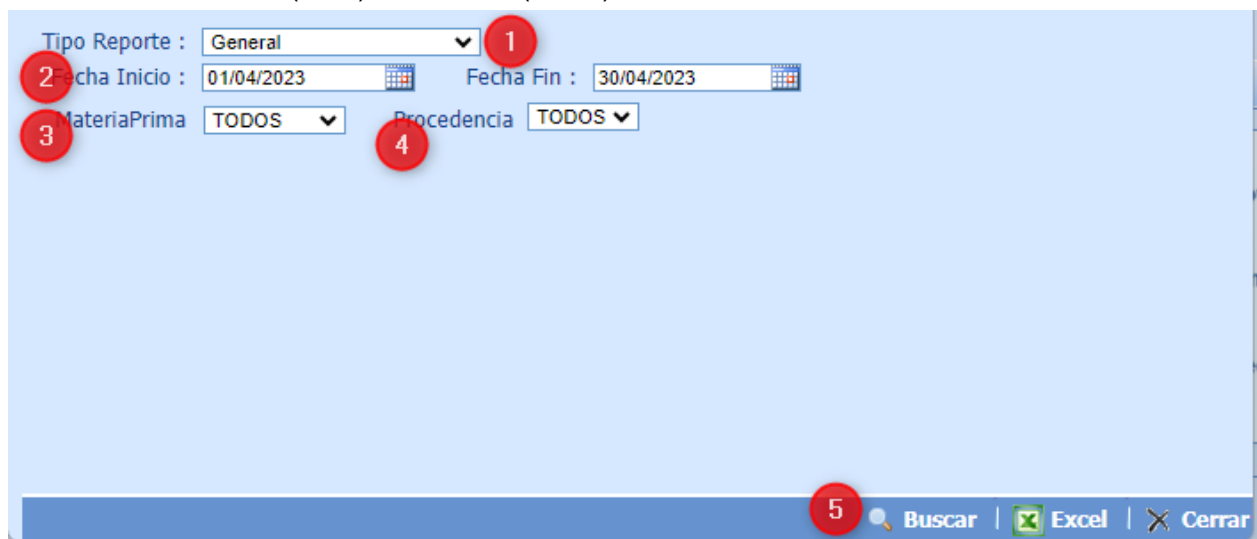 Tipo Reporte : General 1
2 Fecha Inicio : 01/04/2023 Fecha Fin : 30/04/2023
3 MateriaPrima TODOS 4 Procedencia TODOS
5 Buscar | Excel | Cerrar